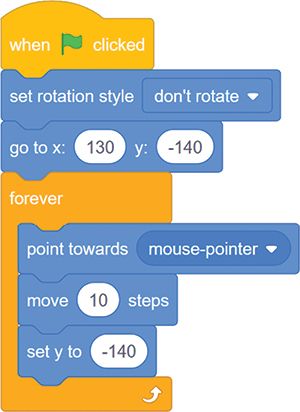 when clicked
set rotation style don't rotate
go to x: 130 y: -140
forever
point towards mouse-pointer
move 10 steps
set y to -140